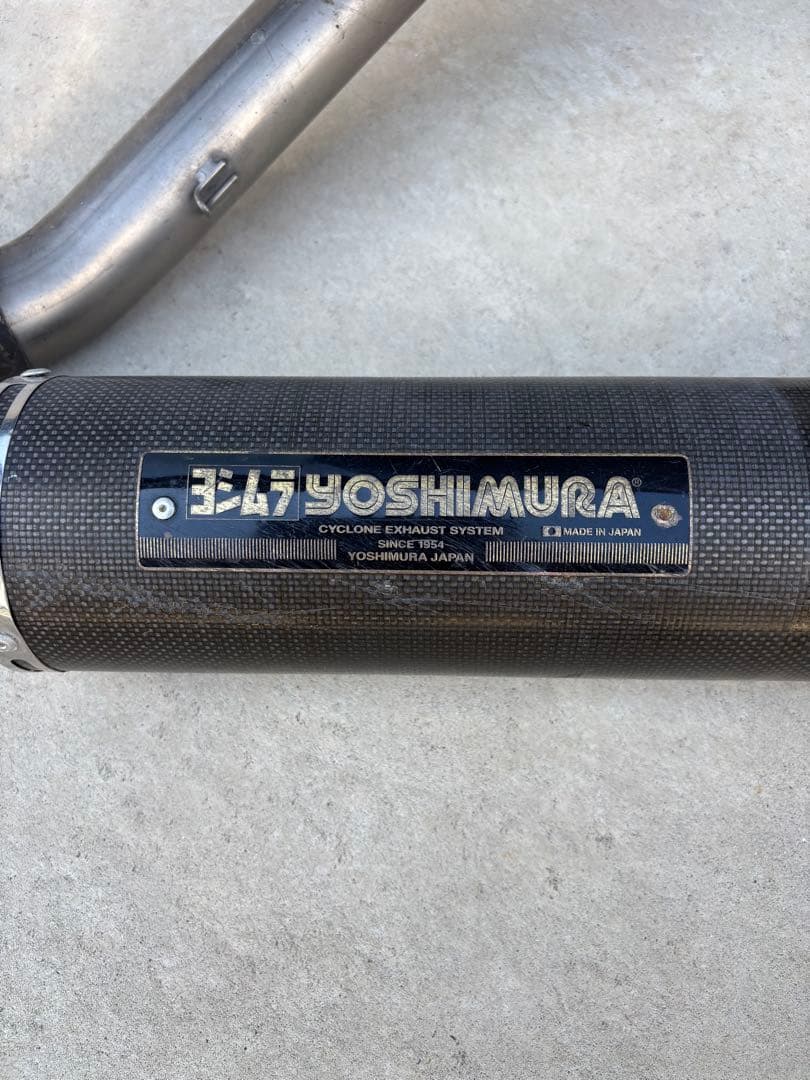 ヨシムラ YOSHIMURA®
CYCLONE EXHAUST SYSTEM MADE IN JAPAN
SINCE 1954
YOSHIMURA JAPAN